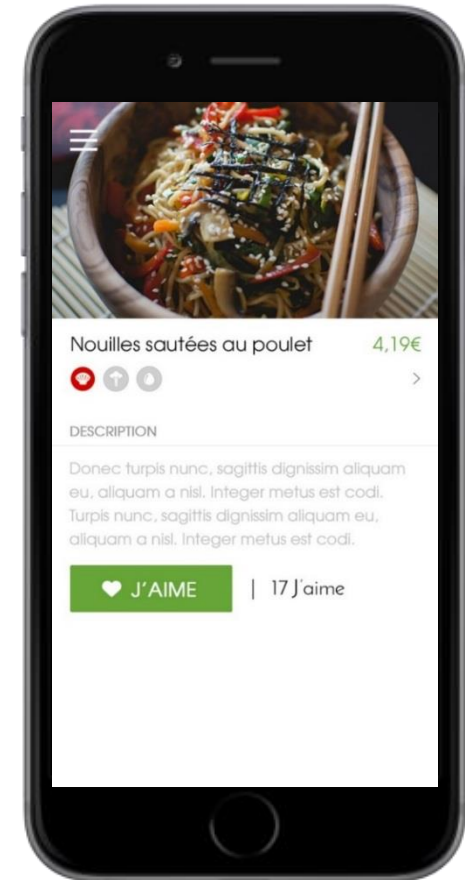 Nouilles sautées au poulet 4,19€
DESCRIPTION
Donec turpis nunc, sagittis dignissim aliquam
eu, aliquam a nisl. Integer metus est codi.
Turpis nunc, sagittis dignissim aliquam eu,
aliquam a nisl. Integer metus est codi.
J'AIME | 17 J'aime